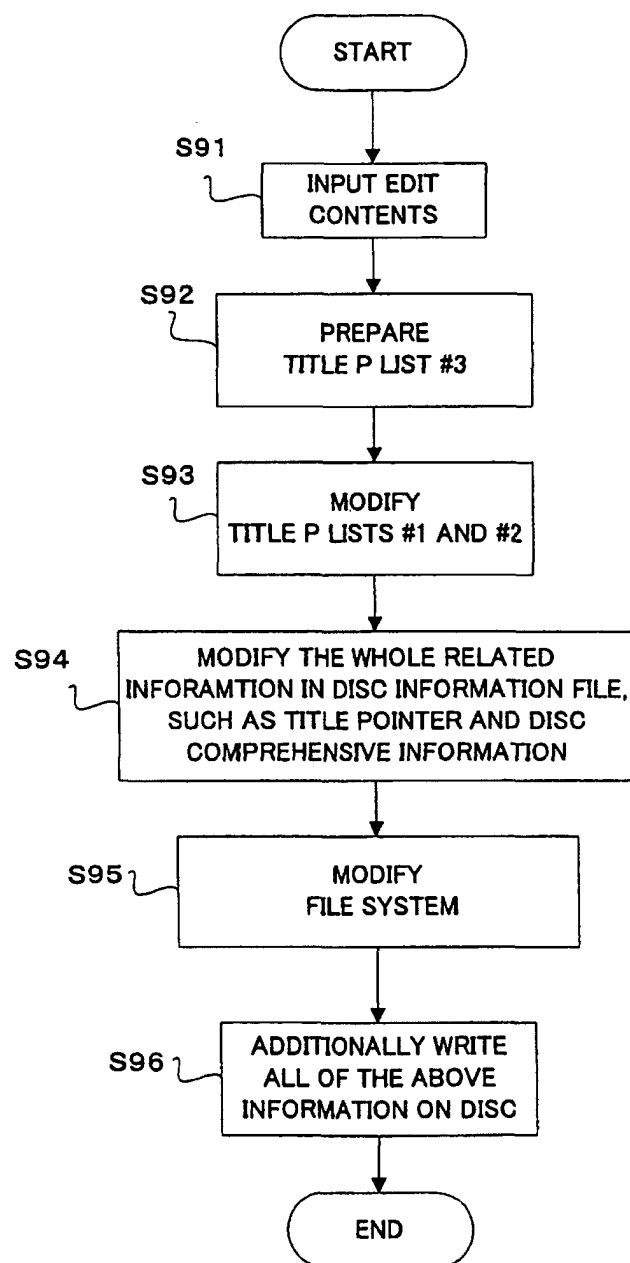 START
S91
INPUT EDIT
CONTENTS
S92
PREPARE
TITLE P LIST #3
S93
MODIFY
TITLE P LISTS #1 AND #2
S94
MODIFY THE WHOLE RELATED
INFORAMTION IN DISC INFORMATION FILE,
SUCH AS TITLE POINTER AND DISC
COMPREHENSIVE INFORMATION
S95
MODIFY
FILE SYSTEM
S96
ADDITIONALLY WRITE
ALL OF THE ABOVE
INFORMATION ON DISC
END